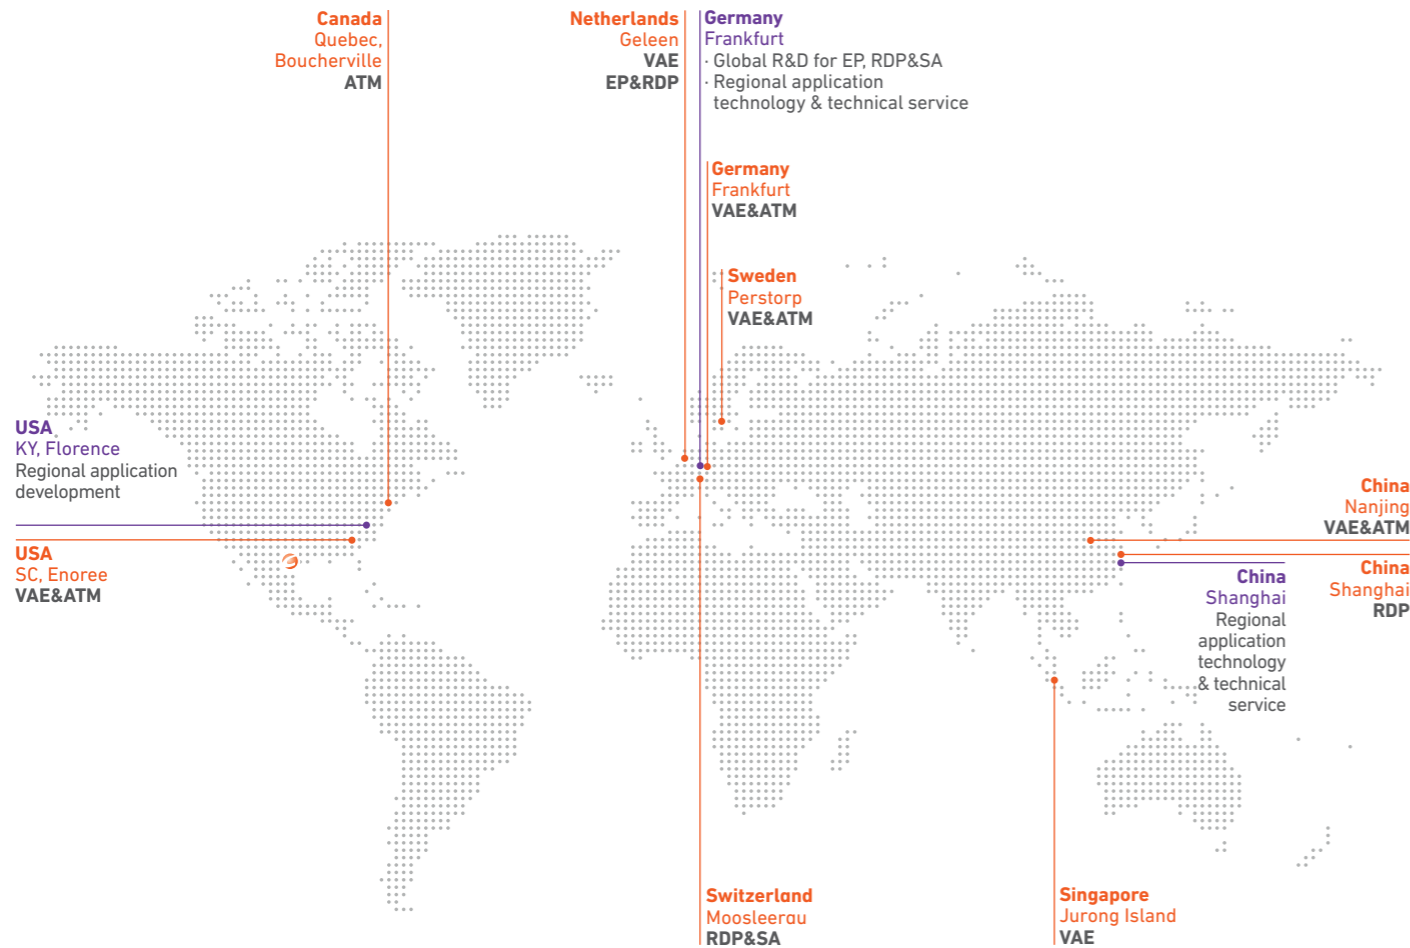 Canada
Quebec,
Boucherville
ATM
Netherlands
Geleen
VAE
EP&RDP
Germany
Frankfurt
· Global R&D for EP, RDP&SA
· Regional application
technology & technical service
Germany
Frankfurt
VAE&ATM
Sweden
Perstorp
VAE&ATM
USA
KY, Florence
Regional application
development
USA
SC, Enoree
VAE&ATM
China
Nanjing
VAE&ATM
China
Shanghai
RDP
China
Shanghai
Regional
application
technology
& technical
service
Switzerland
Moosleerau
RDP&SA
Singapore
Jurong Island
VAE